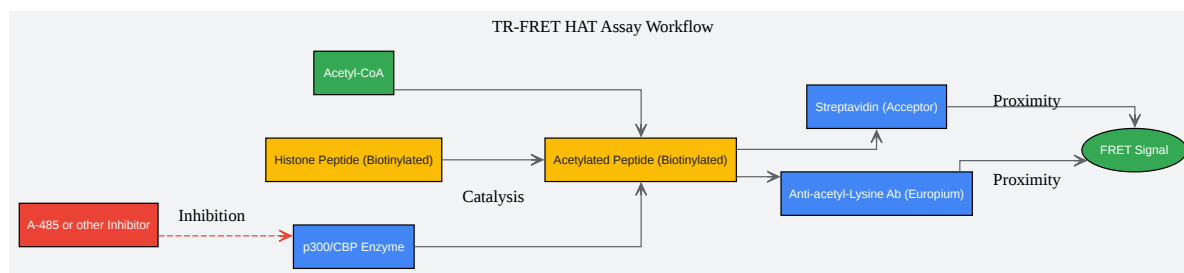 TR-FRET HAT Assay Workflow
Acetyl-CoA
Streptavidin (Acceptor)
Proximity
Histone Peptide (Biotinylated)
Acetylated Peptide (Biotinylated)
FRET Signal
Catalysis
Anti-acetyl-Lysine Ab (Europium)
Proximity
A-485 or other Inhibitor
Inhibition
p300/CBP Enzyme